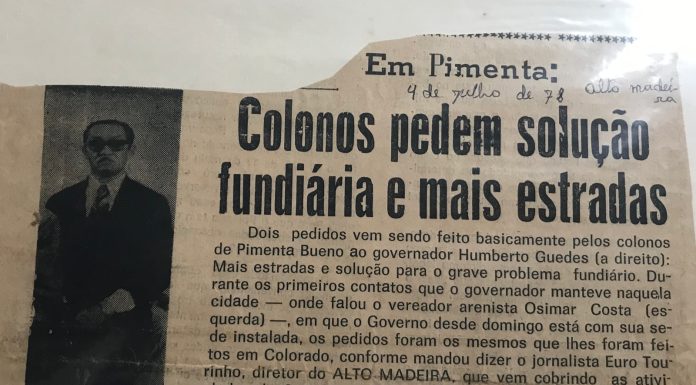 Em Pimenta:
4 de julho de 78 alto madeira
Colonos pedem solução
fundiária e mais estradas
Dois pedidos vem sendo feito basicamente pelos colonos
de Pimenta Bueno ao governador Humberto Guedes (a direito):
Mais estradas e solução para o grave problema fundiário. Du-
rante os primeiros contatos que o governador manteve naquela
cidade — onde falou o vereador arenista Osimar Costa (es-
querda) —, em que o Governo desde domingo está com sua se-
de instalada, os pedidos foram os mesmos que lhes foram fei-
tos em Colorado, conforme mandou dizer o jornalista Euro Tou-
rinho, diretor do ALTO MADEIRA, que vem cobrindo as ativi-